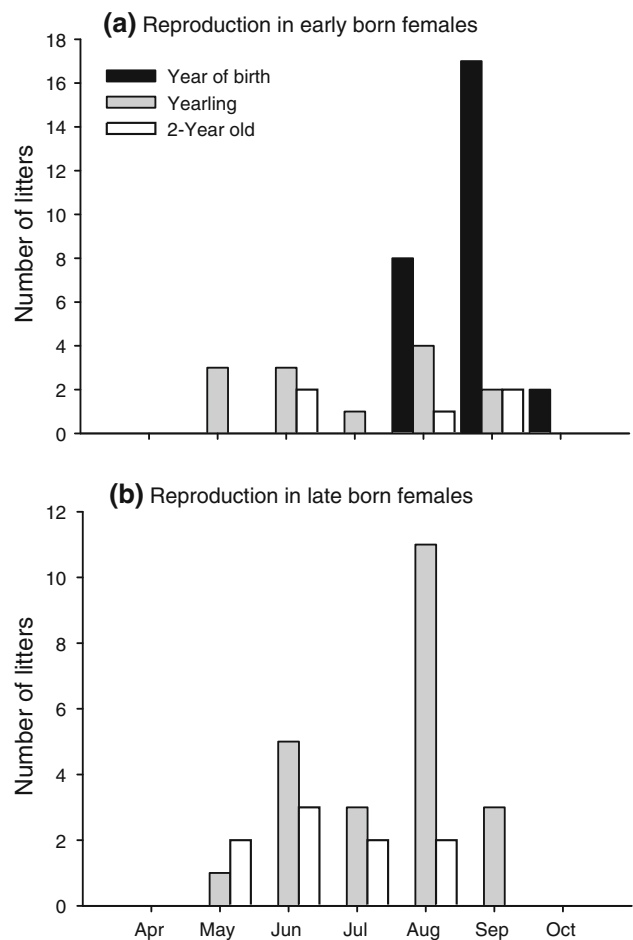 (a) Reproduction in early born females
18
16
14
12
10
8
6
4
2
0
Number of litters
Year of birth
Yearling
2-Year old
(b) Reproduction in late born females
12
10
8
6
4
2
0
Number of litters
Apr May Jun Jul Aug Sep Oct